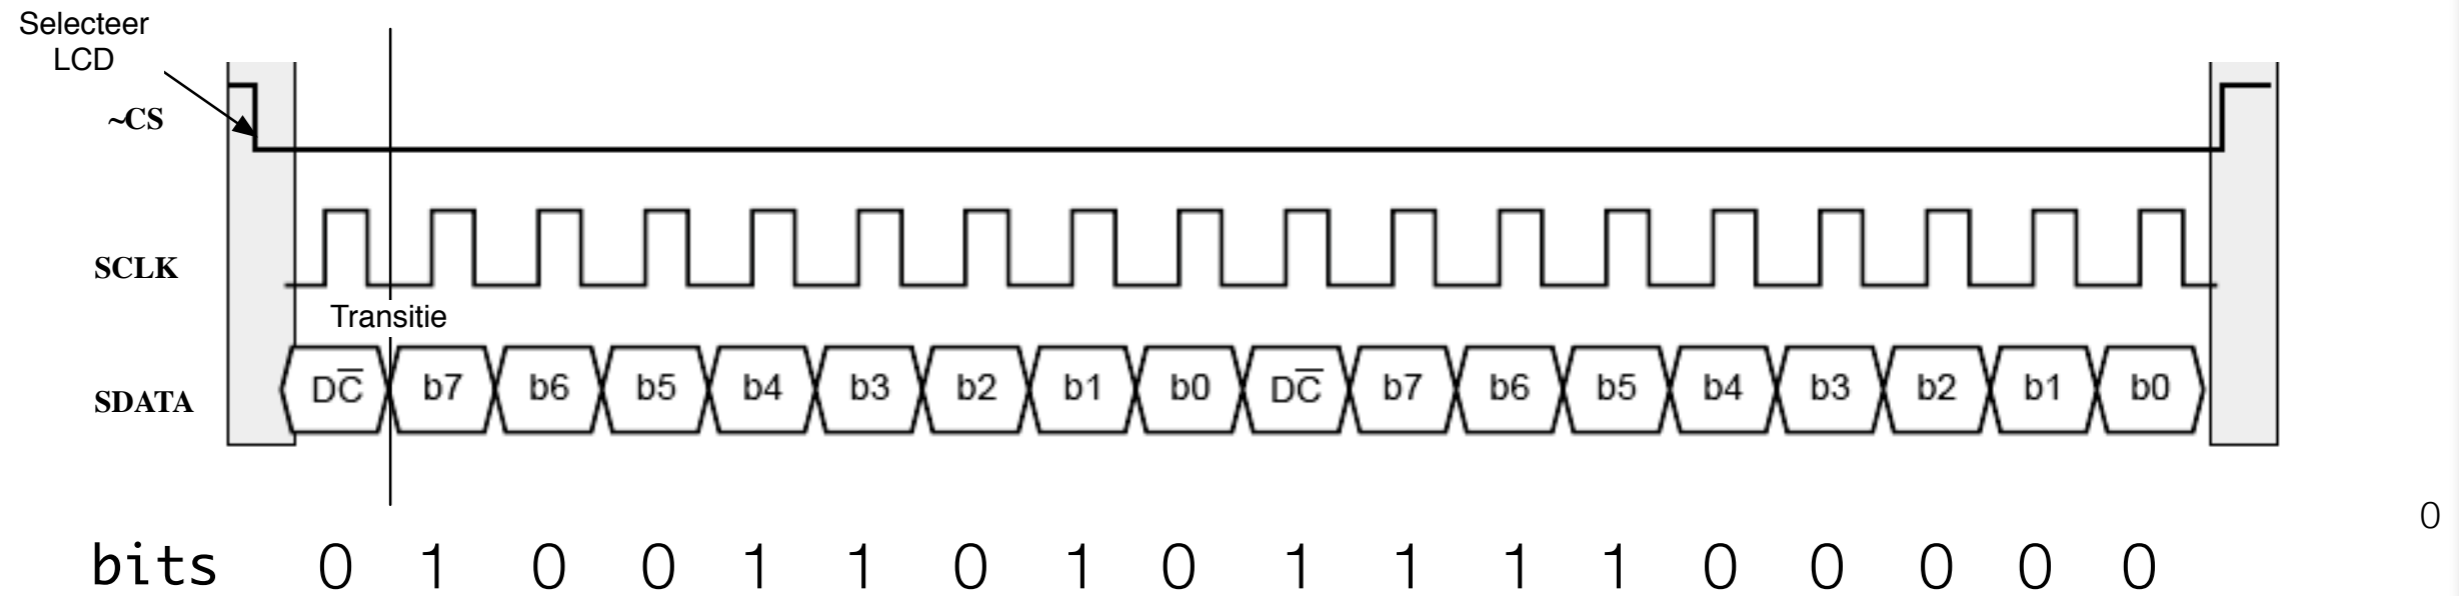 Selecteer
LCD
~CS
SCLK
Transitie
SDATA DC̅ b7 b6 b5 b4 b3 b2 b1 b0 DC̅ b7 b6 b5 b4 b3 b2 b1 b0
0
bits 0 1 0 0 1 1 0 1 0 1 1 1 1 0 0 0 0 0